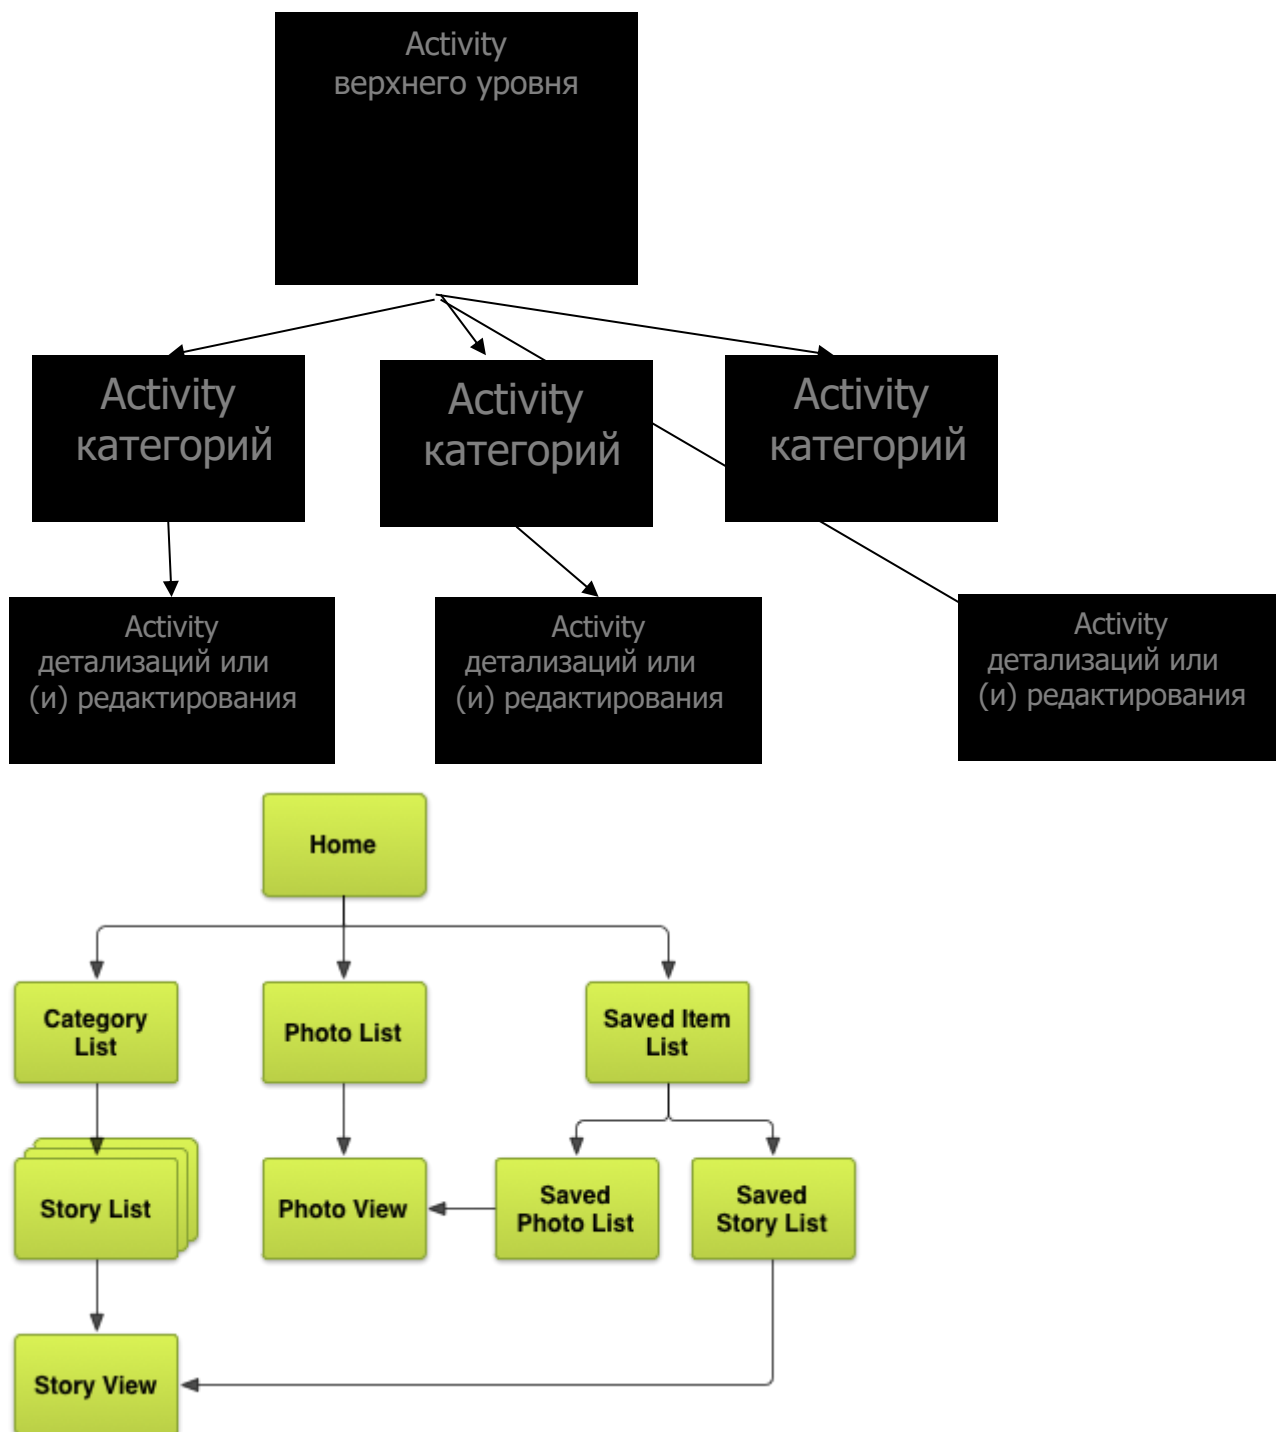 Activity
верхнего уровня
Activity
категорий
Activity
категорий
Activity
категорий
Activity
детализаций или
(и) редактирования
Activity
детализаций или
(и) редактирования
Activity
детализаций или
(и) редактирования
Home
Category
List
Photo List
Saved Item
List
Story List
Photo View
Saved
Photo List
Saved
Story List
Story View